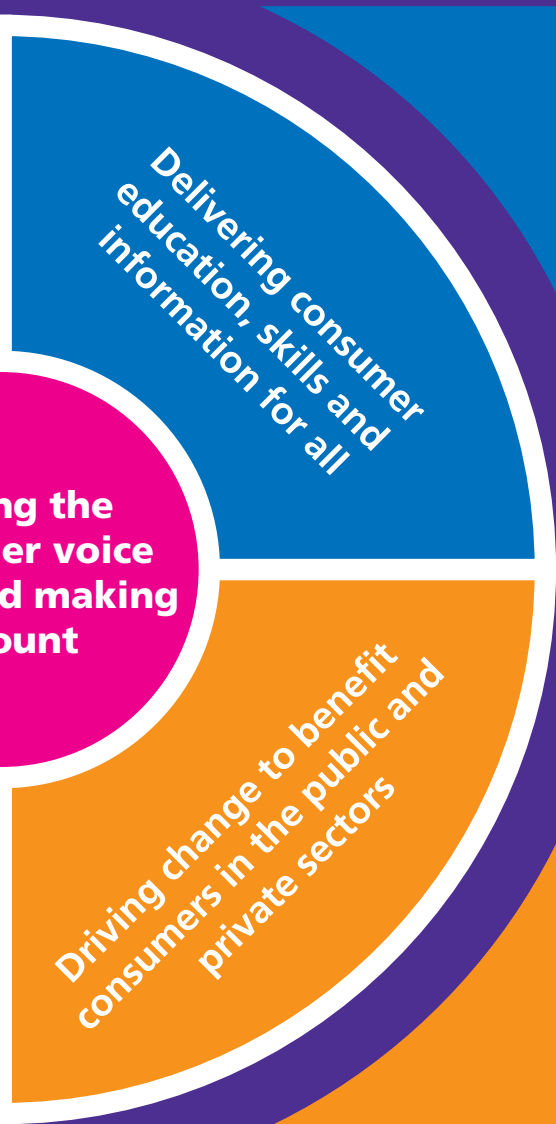 Delivering consumer
education, skills and
information for all
ng the
er voice
d making
ount
Driving change to benefit
consumers in the public and
private sectors